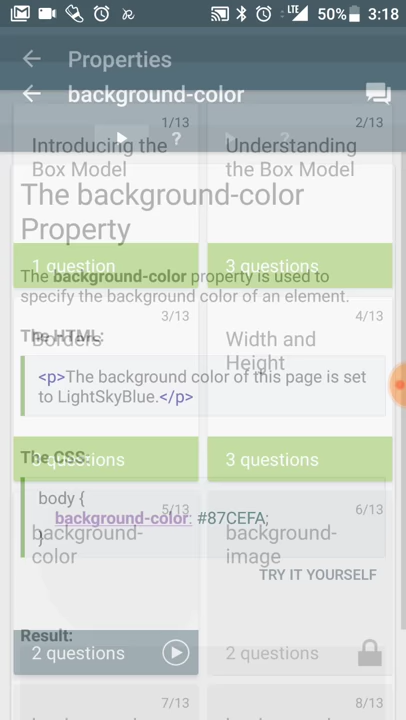 LTE 50% 3:18
Properties
background-color
1/13
2/13
Introducing the
Box Model
Understanding
the Box Model
?
?
The background-color
Property
1 question
3 questions
The background-color property is used to
specify the background color of an element.
3/13
4/13
The HTML:
Borders
Width and
Height
<p>The background color of this page is set
to LightSkyBlue.</p>
The CSS:
questions
3 questions
body {
background-color: #87CEFA;
}
5/13
6/13
background-
color
background-
image
TRY IT YOURSELF
Result:
2 questions
2 questions
7/13
8/13